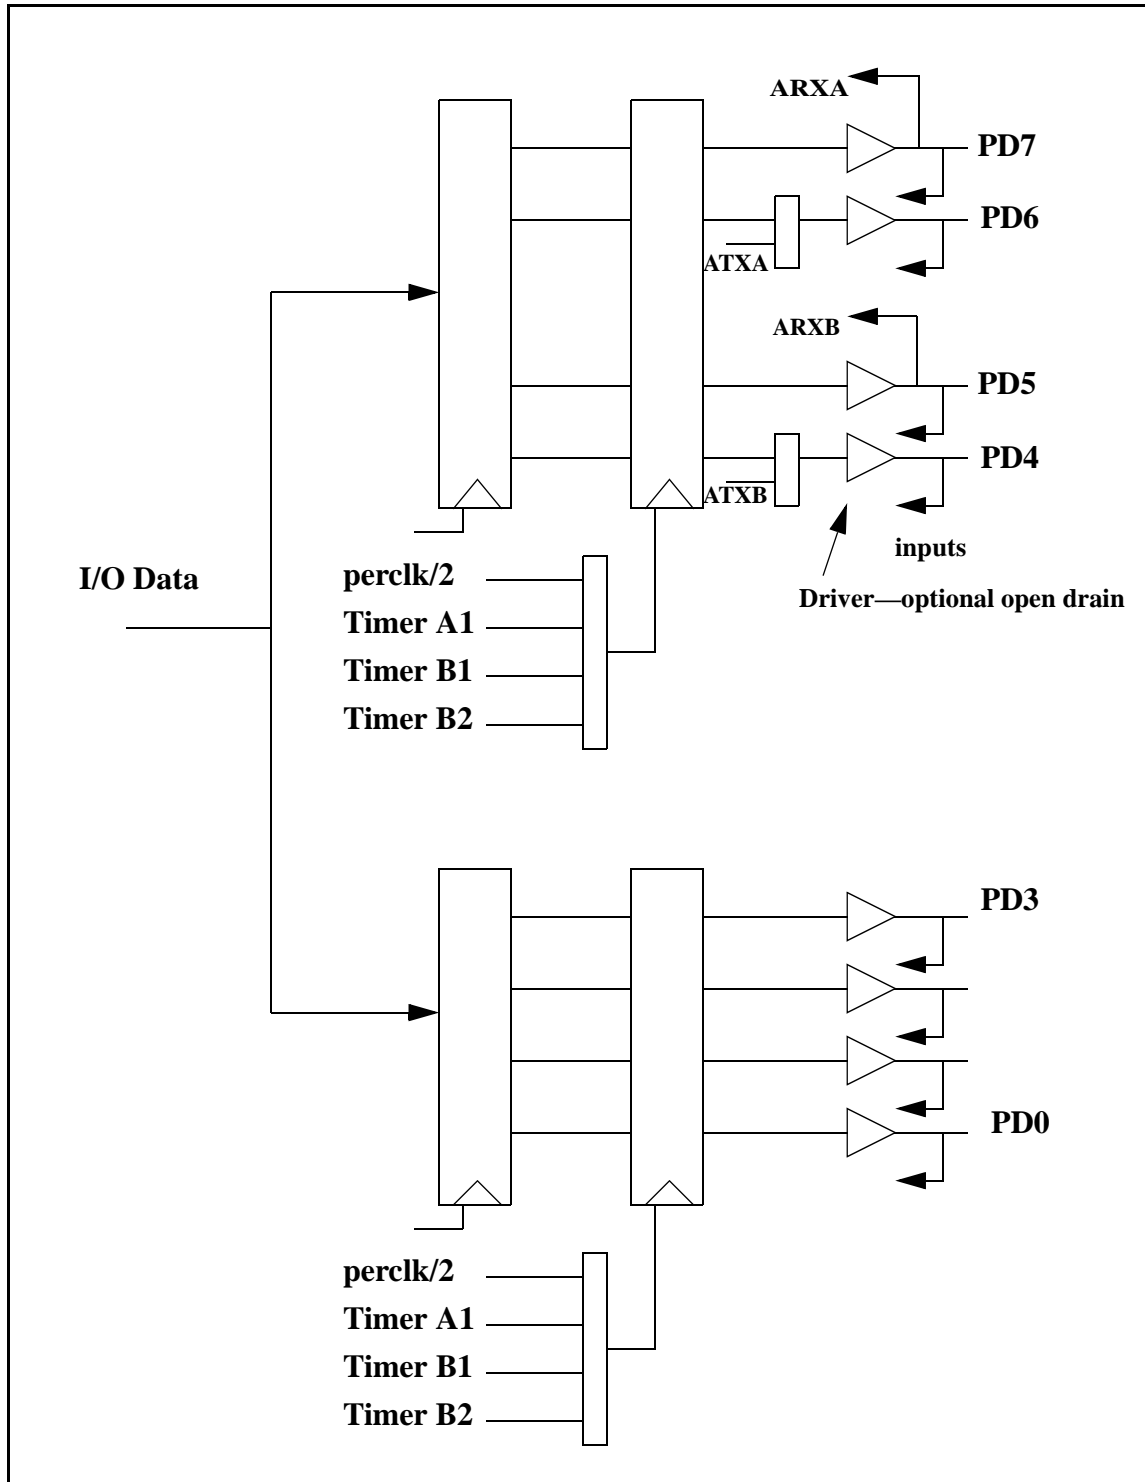 ARXA
PD7
PD6
ATXA
ARXB
PD5
PD4
ATXB
inputs
Driver—optional open drain
I/O Data
perclk/2
Timer A1
Timer B1
Timer B2
PD3
PD0
perclk/2
Timer A1
Timer B1
Timer B2